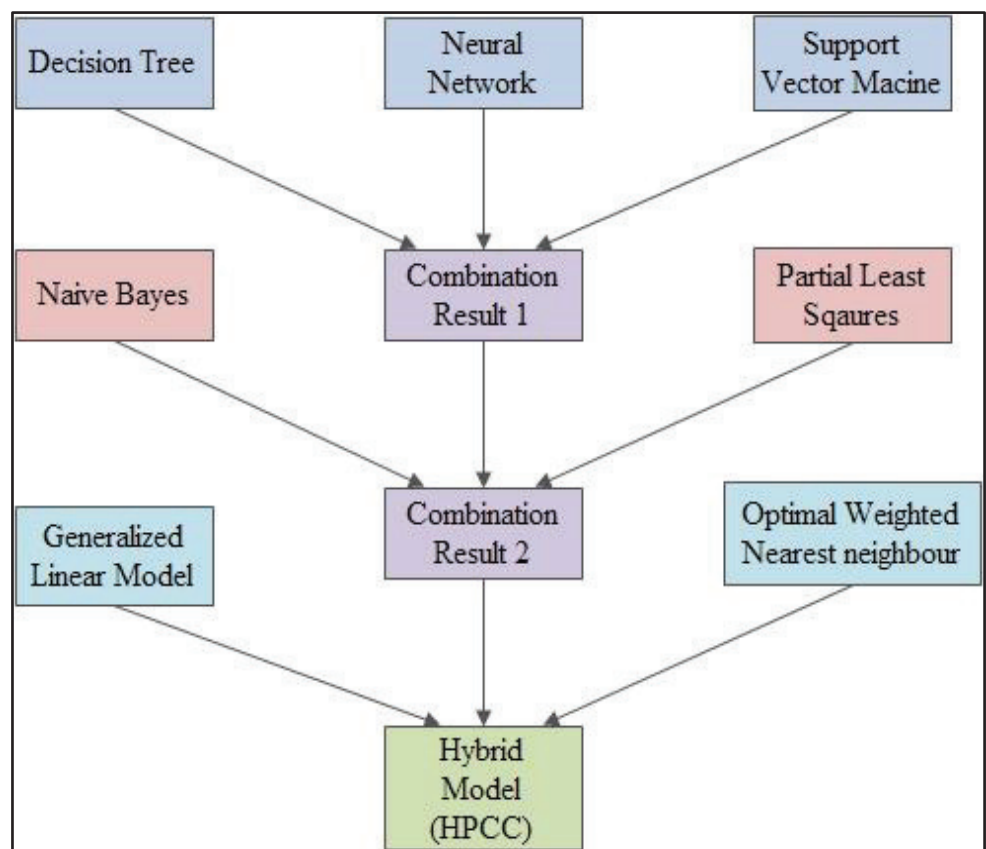 Decision Tree
Neural
Network
Support
Vector Macine
Naive Bayes
Combination
Result 1
Partial Least
Sqaures
Generalized
Linear Model
Combination
Result 2
Optimal Weighted
Nearest neighbour
Hybrid
Model
(HPCC)